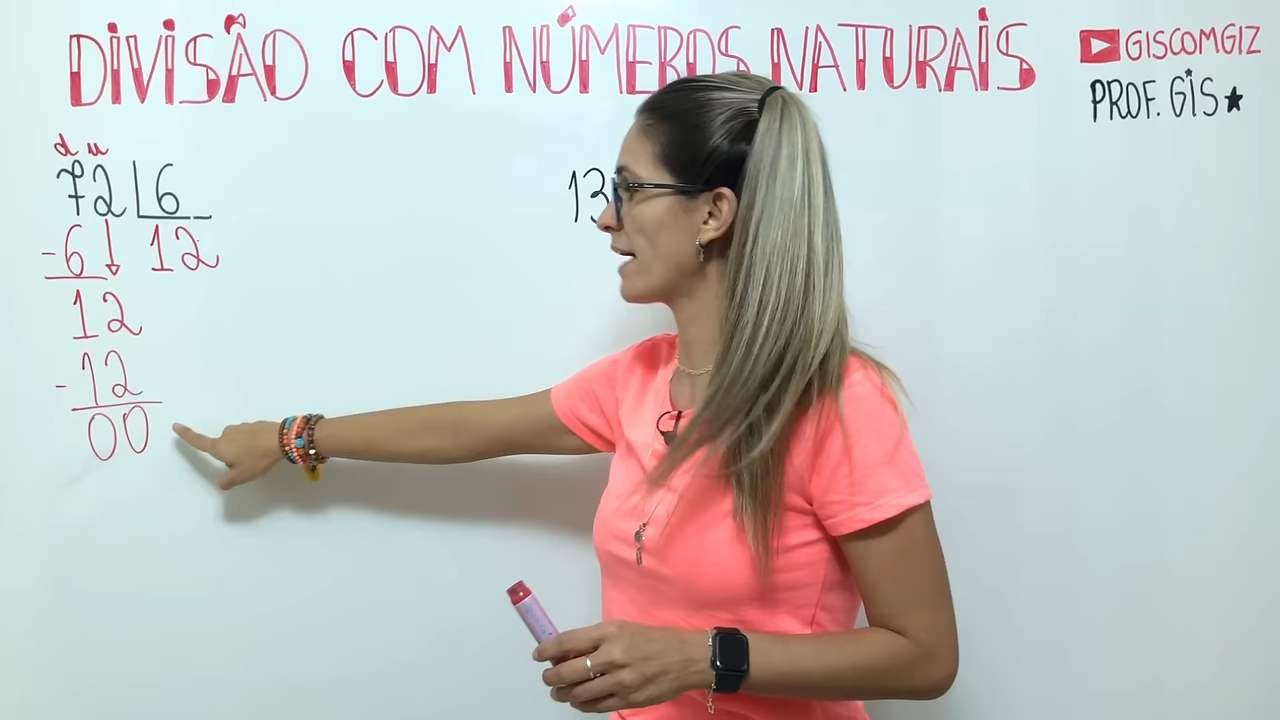 DIVISÃO COM NÚMEROS NATURAIS
GISCOMGIZ
PROF. GIS
d u
72 6
-6 12
12
-12
00
13